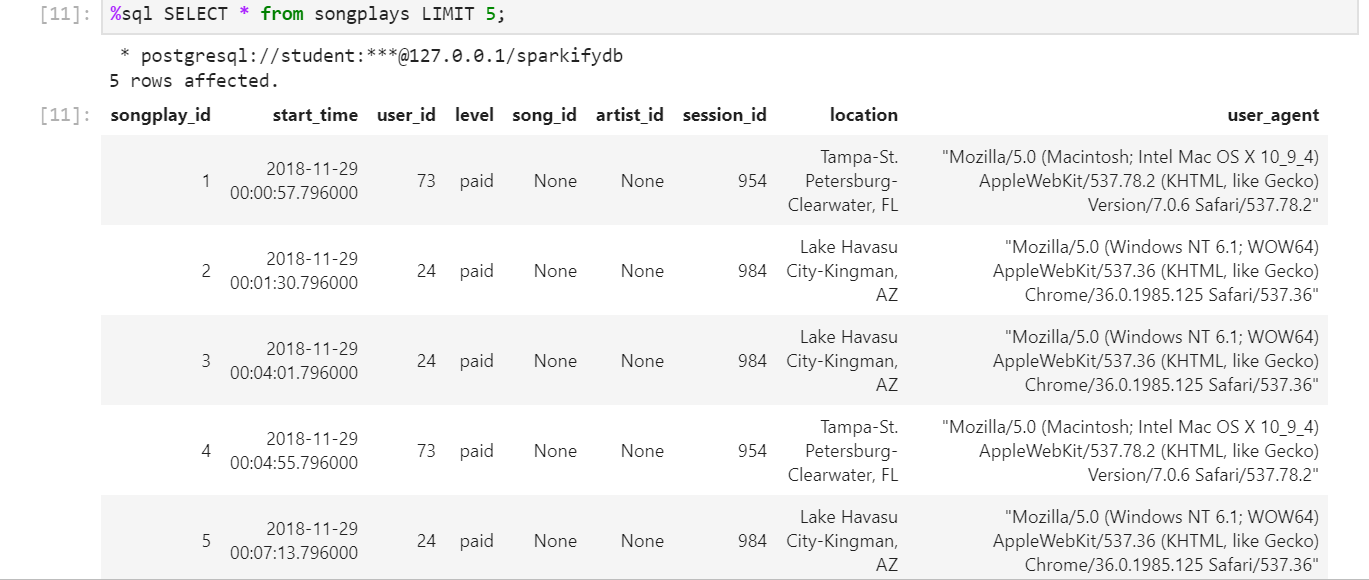 [11]: %sql SELECT * from songplays LIMIT 5;
* postgresql://student:***@127.0.0.1/sparkifydb
5 rows affected.
[11]: songplay_id start_time user_id level song_id artist_id session_id location user_agent
1 2018-11-29 00:00:57.796000 73 paid None None 954 Tampa-St. Petersburg-Clearwater, FL "Mozilla/5.0 (Macintosh; Intel Mac OS X 10_9_4) AppleWebKit/537.78.2 (KHTML, like Gecko) Version/7.0.6 Safari/537.78.2"
2 2018-11-29 00:01:30.796000 24 paid None None 984 Lake Havasu City-Kingman, AZ "Mozilla/5.0 (Windows NT 6.1; WOW64) AppleWebKit/537.36 (KHTML, like Gecko) Chrome/36.0.1985.125 Safari/537.36"
3 2018-11-29 00:04:01.796000 24 paid None None 984 Lake Havasu City-Kingman, AZ "Mozilla/5.0 (Windows NT 6.1; WOW64) AppleWebKit/537.36 (KHTML, like Gecko) Chrome/36.0.1985.125 Safari/537.36"
4 2018-11-29 00:04:55.796000 73 paid None None 954 Tampa-St. Petersburg-Clearwater, FL "Mozilla/5.0 (Macintosh; Intel Mac OS X 10_9_4) AppleWebKit/537.78.2 (KHTML, like Gecko) Version/7.0.6 Safari/537.78.2"
5 2018-11-29 00:07:13.796000 24 paid None None 984 Lake Havasu City-Kingman, AZ "Mozilla/5.0 (Windows NT 6.1; WOW64) AppleWebKit/537.36 (KHTML, like Gecko) Chrome/36.0.1985.125 Safari/537.36"